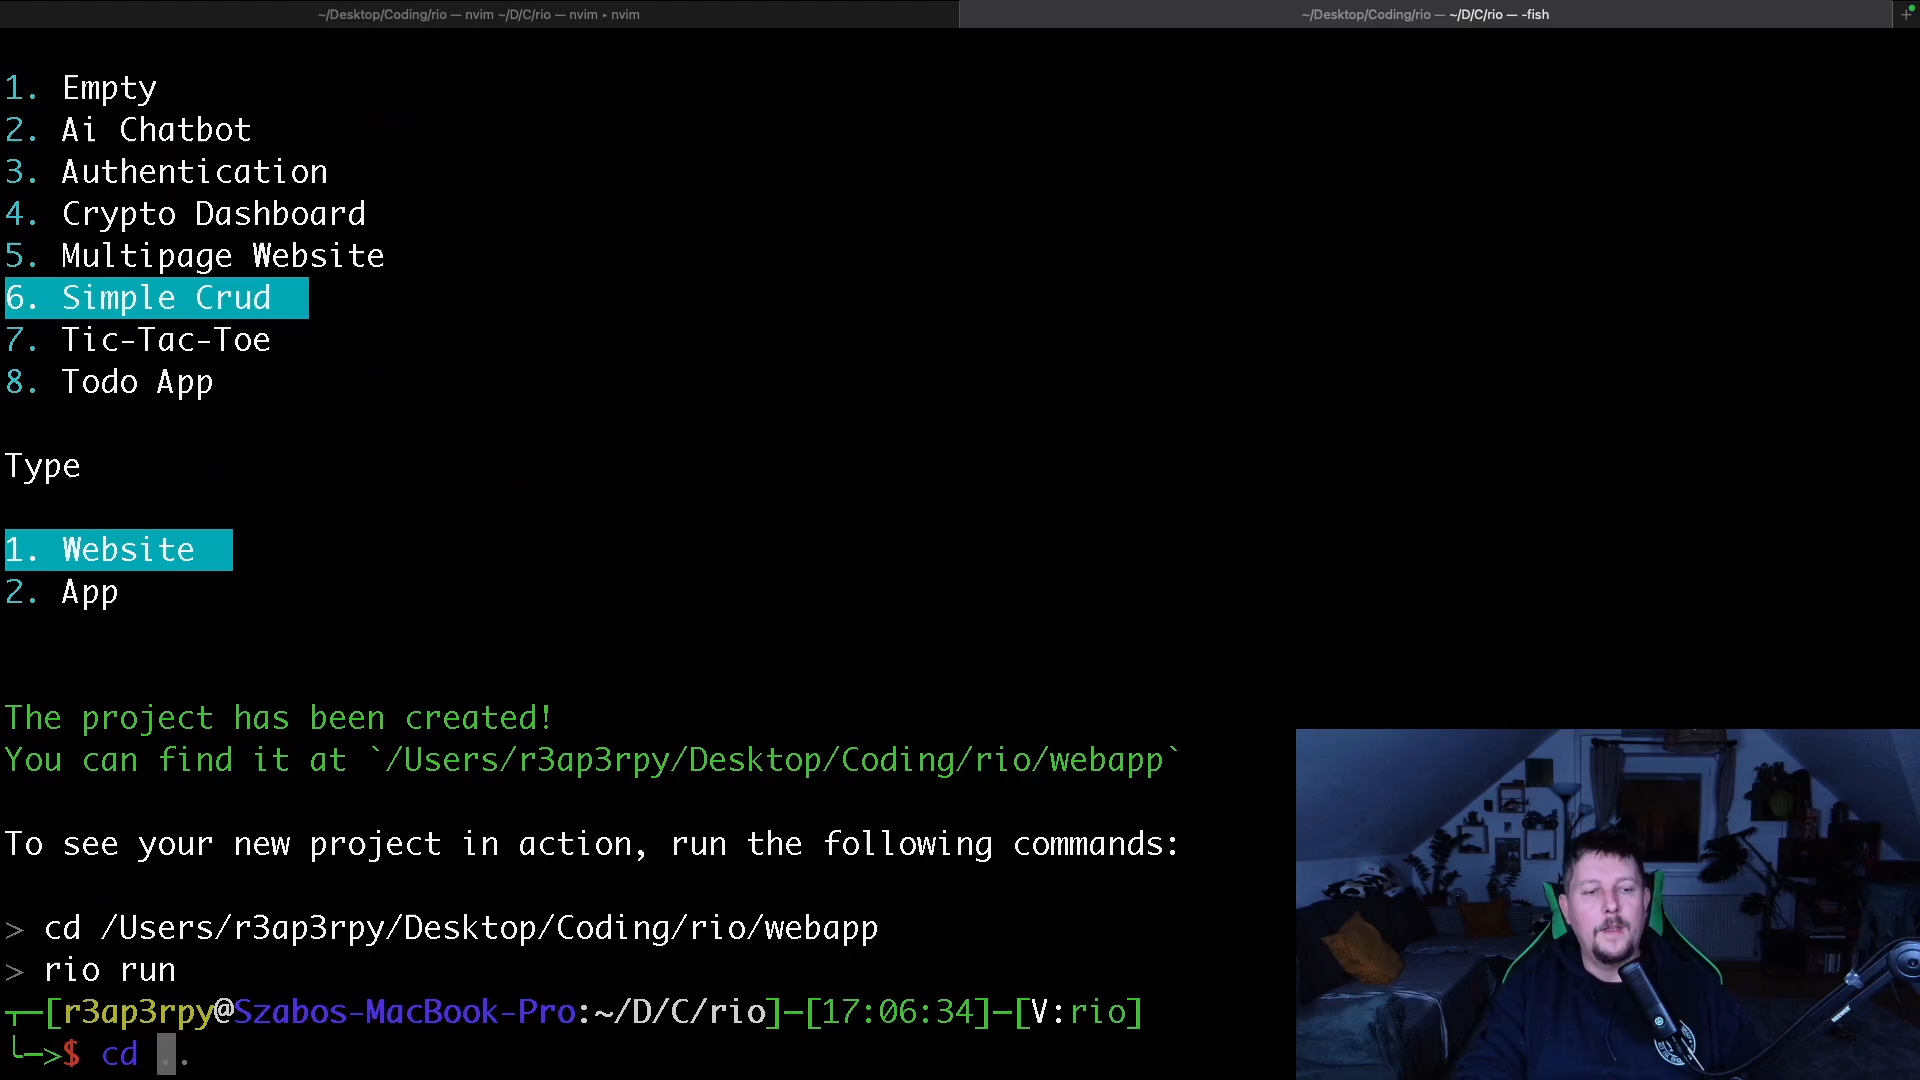 ~/Desktop/Coding/rio — nvim ~/D/C/rio — nvim ▸ nvim
~/Desktop/Coding/rio — ~/D/C/rio — -fish
1. Empty
2. Ai Chatbot
3. Authentication
4. Crypto Dashboard
5. Multipage Website
6. Simple Crud
7. Tic-Tac-Toe
8. Todo App
Type
1. Website
2. App
The project has been created!
You can find it at `/Users/r3ap3rpy/Desktop/Coding/rio/webapp`
To see your new project in action, run the following commands:
> cd /Users/r3ap3rpy/Desktop/Coding/rio/webapp
> rio run
┬─[r3ap3rpy@Szabos-MacBook-Pro:~/D/C/rio]─[17:06:34]─[V:rio]
╰─>$ cd ..